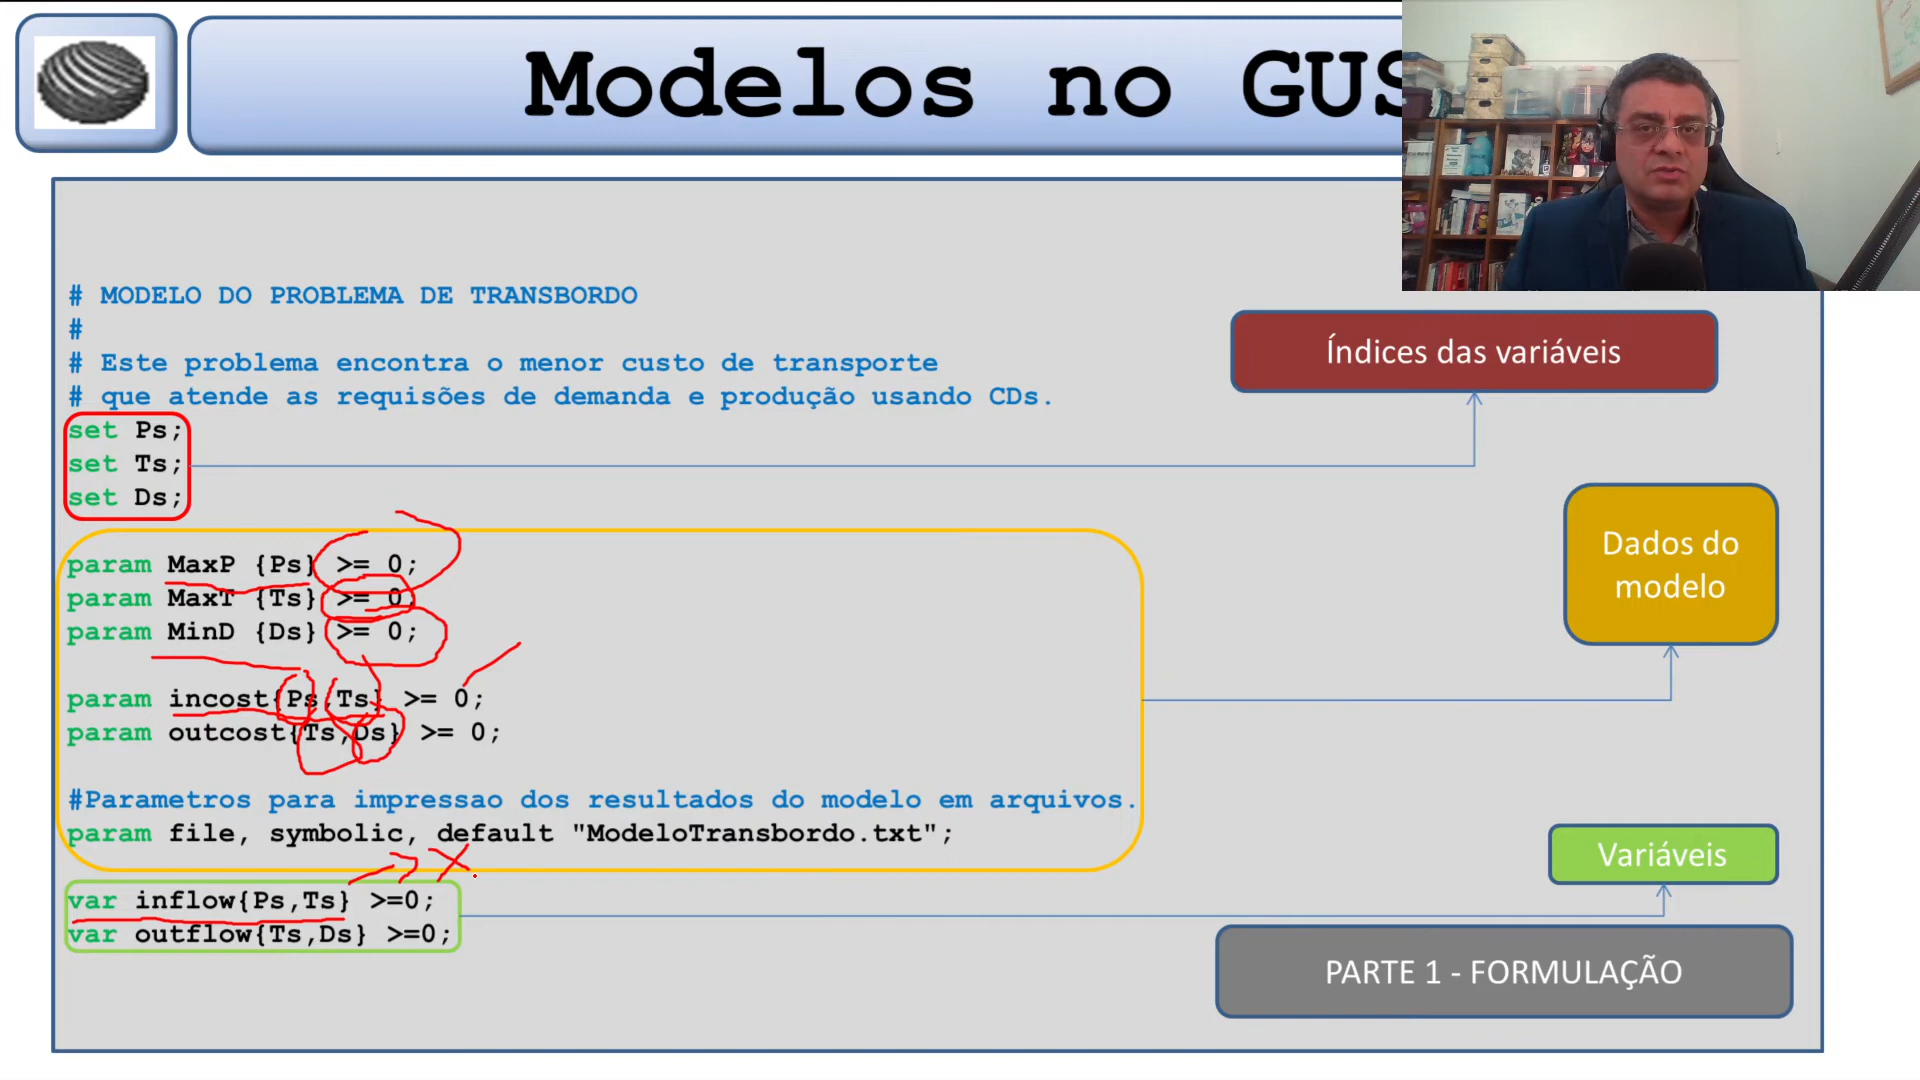 Modelos no GUS
# MODELO DO PROBLEMA DE TRANSBORDO
#
# Este problema encontra o menor custo de transporte
# que atende as requisões de demanda e produção usando CDs.
set Ps;
set Ts;
set Ds;
param MaxP {Ps} >= 0;
param MaxT {Ts} >= 0
param MinD {Ds} >= 0;
param incost{Ps,Ts} >= 0;
param outcost{Ts,Ds} >= 0;
#Parametros para impressao dos resultados do modelo em arquivos.
param file, symbolic, default "ModeloTransbordo.txt";
X
var inflow{Ps,Ts} >=0;
var outflow{Ts,Ds} >=0;
Índices das variáveis
Dados do
modelo
Variáveis
PARTE 1 - FORMULAÇÃO